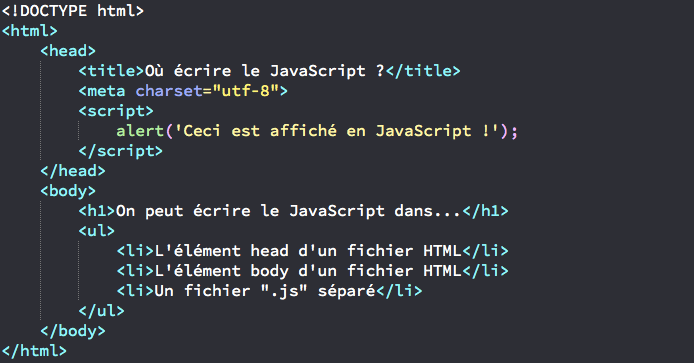 <!DOCTYPE html>
<html>
    <head>
        <title>Où écrire le JavaScript ?</title>
        <meta charset="utf-8">
        <script>
            alert('Ceci est affiché en JavaScript !');
        </script>
    </head>
    <body>
        <h1>On peut écrire le JavaScript dans...</h1>
        <ul>
            <li>L'élément head d'un fichier HTML</li>
            <li>L'élément body d'un fichier HTML</li>
            <li>Un fichier ".js" séparé</li>
        </ul>
    </body>
</html>